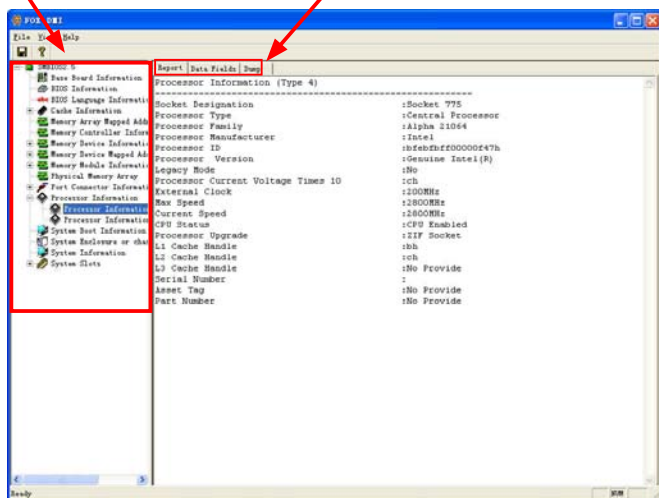 FOX DMI
File View Help
SMBIOS2.5
Base Board Information
BIOS Information
BIOS Language Informati
Cache Information
Memory Array Mapped Addr
Memory Controller Inform
Memory Device Informatio
Memory Device Mapped Add
Memory Module Informatio
Physical Memory Array
Port Connector Informati
Processor Information
Processor Information
Processor Information
System Boot Information
System Enclosure or chas
System Information
System Slots
Report Data Fields Dump
Processor Information (Type 4)
Socket Designation :Socket 775
Processor Type :Central Processor
Processor Family :Alpha 21064
Processor Manufacturer :Intel
Processor ID :bfebfbff00000f47h
Processor Version :Genuine Intel(R)
Legacy Mode :No
Processor Current Voltage Times 10 :ch
External Clock :200MHz
Max Speed :2800MHz
Current Speed :2800MHz
CPU Status :CPU Enabled
Processor Upgrade :ZIF Socket
L1 Cache Handle :bh
L2 Cache Handle :ch
L3 Cache Handle :No Provide
Serial Number :
Asset Tag :No Provide
Part Number :No Provide
Ready NUM